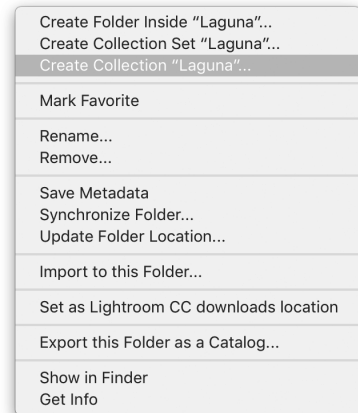 Create Folder Inside “Laguna”...
Create Collection Set “Laguna”...
Create Collection “Laguna”...
Mark Favorite
Rename...
Remove...
Save Metadata
Synchronize Folder...
Update Folder Location...
Import to this Folder...
Set as Lightroom CC downloads location
Export this Folder as a Catalog...
Show in Finder
Get Info